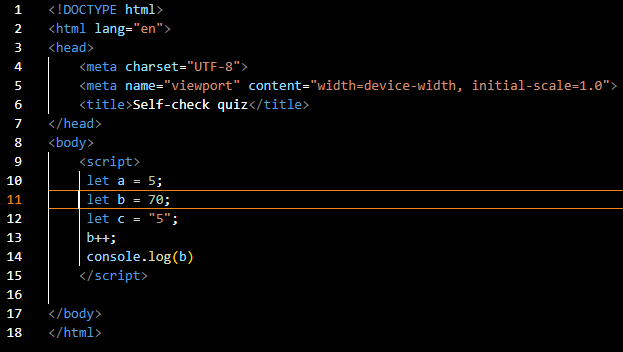 1 <!DOCTYPE html>
2 <html lang="en">
3 <head>
4     <meta charset="UTF-8">
5     <meta name="viewport" content="width=device-width, initial-scale=1.0">
6     <title>Self-check quiz</title>
7 </head>
8 <body>
9     <script>
10      let a = 5;
11      let b = 70;
12      let c = "5";
13      b++;
14      console.log(b)
15     </script>
16
17 </body>
18 </html>